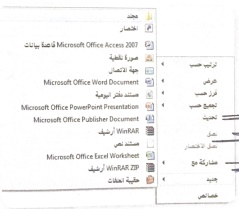 مجلد
اختصار
Microsoft Office Access 2007 قاعدة بيانات
صورة نقطية
جهة الاتصال
Microsoft Office Word Document
مستند دفتر اليومية
Microsoft Office PowerPoint Presentation
Microsoft Office Publisher Document
WinRAR أرشيف
مستند نصي
Microsoft Office Excel Worksheet
WinRAR ZIP أرشيف
حقيبة الملفات
ترتيب حسب
عرض
فرز حسب
تجميع حسب
تحديث
لصق
لصق الاختصار
مشاركة مع
جديد
خصائص